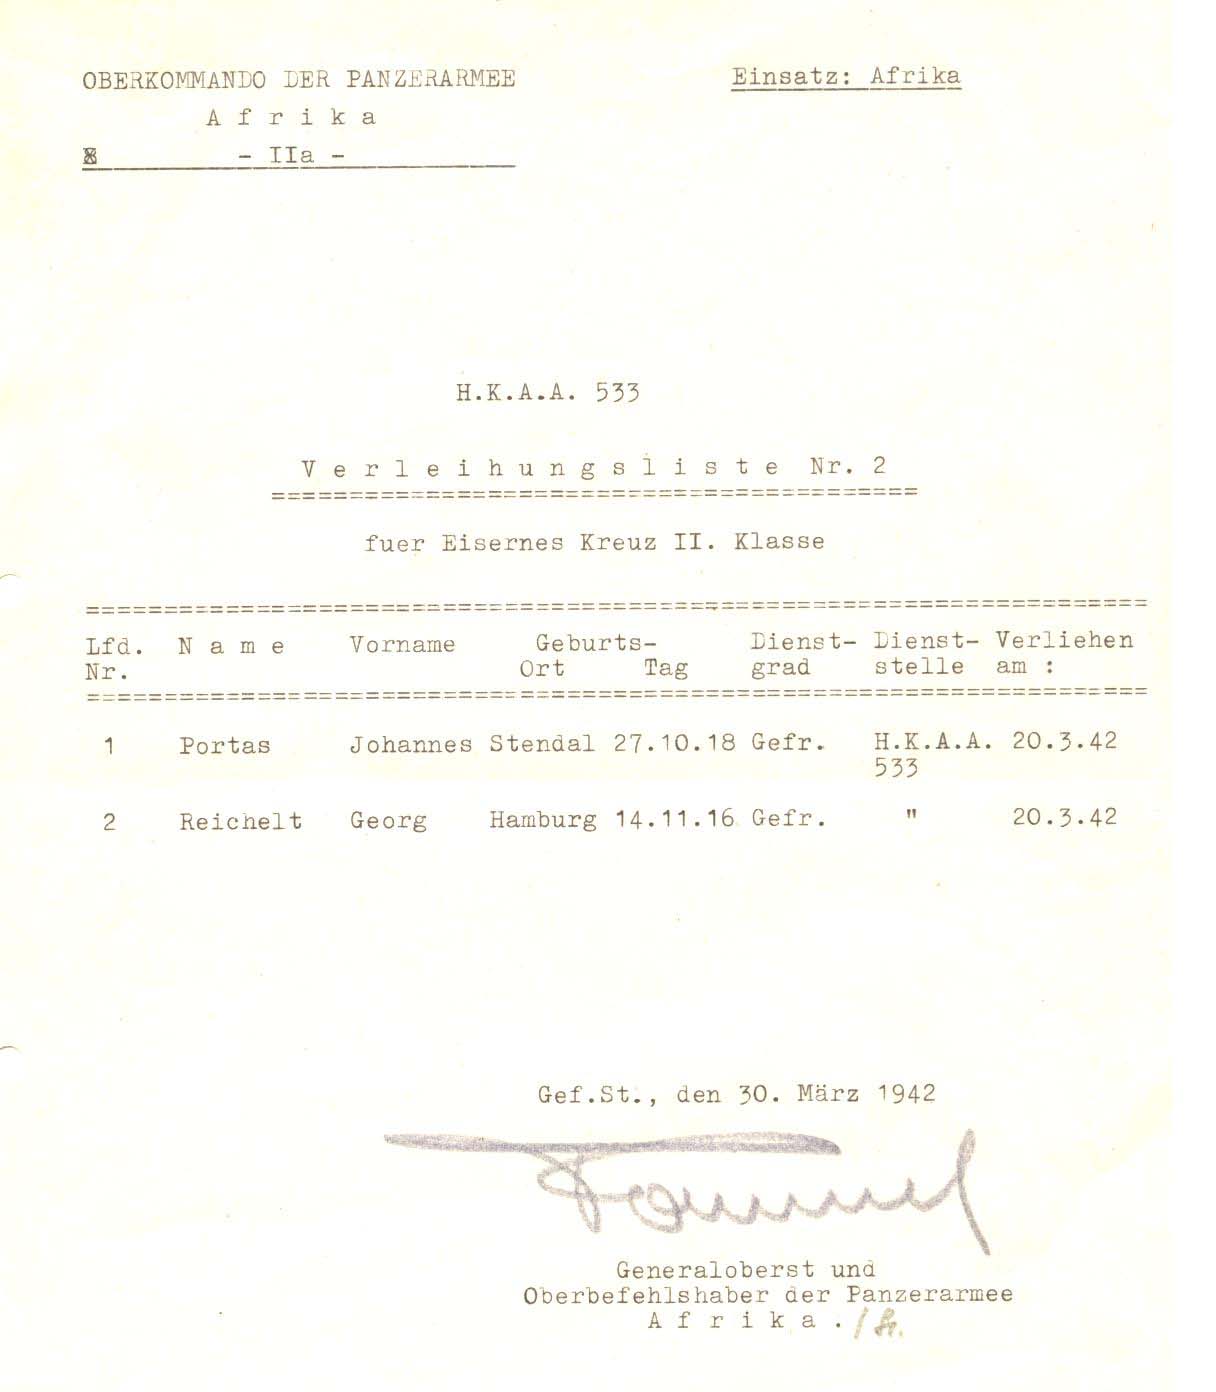 OBERKOMMANDO DER PANZERARMEE
A f r i k a
- IIa -
Einsatz: Afrika
H.K.A.A. 533
V e r l e i h u n g s l i s t e Nr. 2
===========================================
fuer Eisernes Kreuz II. Klasse
=====================================================================
Lfd. N a m e Vorname Geburts- Dienst- Dienst- Verliehen
Nr. Ort Tag grad stelle am :
=====================================================================
1 Portas Johannes Stendal 27.10.18 Gefr. H.K.A.A. 20.3.42
533
2 Reichelt Georg Hamburg 14.11.16 Gefr. " 20.3.42
Gef.St., den 30. März 1942
Rommel
Generaloberst und
Oberbefehlshaber der Panzerarmee
A f r i k a .